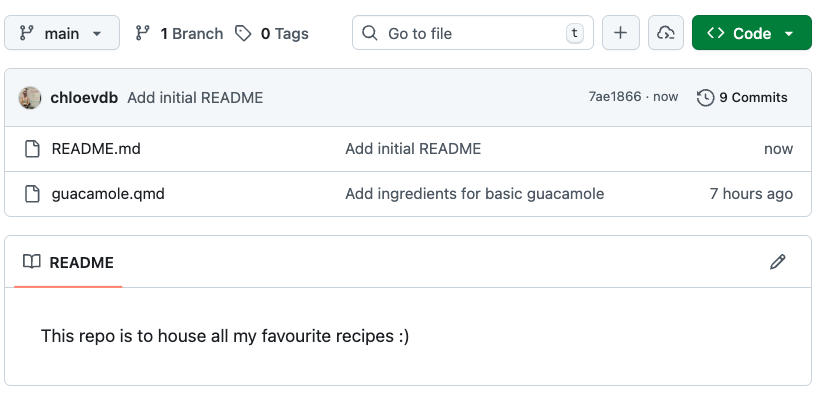 main 1 Branch 0 Tags Go to file t Code
chloevdb Add initial README 7ae1866 · now 9 Commits
README.md Add initial README now
guacamole.qmd Add ingredients for basic guacamole 7 hours ago
README
This repo is to house all my favourite recipes :)